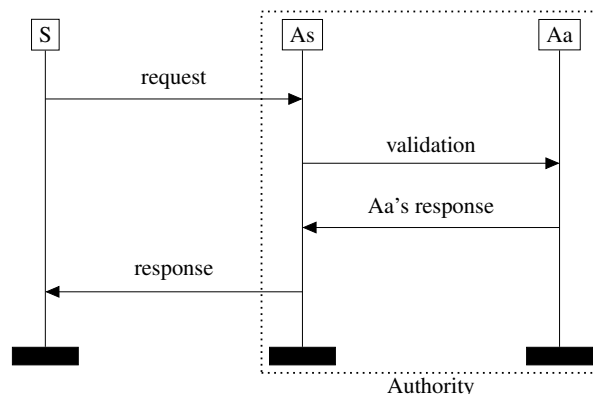 S
As
Aa
request
validation
Aa's response
response
Authority